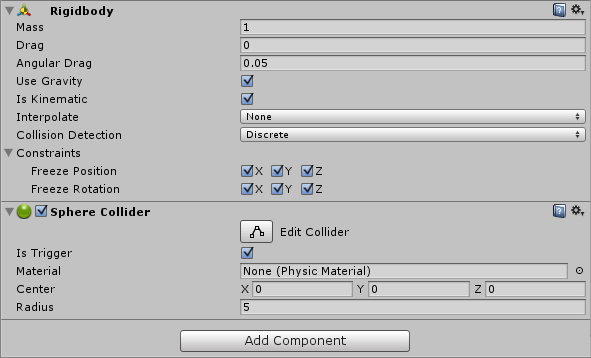 Rigidbody
Mass 1
Drag 0
Angular Drag 0.05
Use Gravity
Is Kinematic
Interpolate None
Collision Detection Discrete
Constraints
Freeze Position X Y Z
Freeze Rotation X Y Z
Sphere Collider
Edit Collider
Is Trigger
Material None (Physic Material)
Center X 0 Y 0 Z 0
Radius 5
Add Component